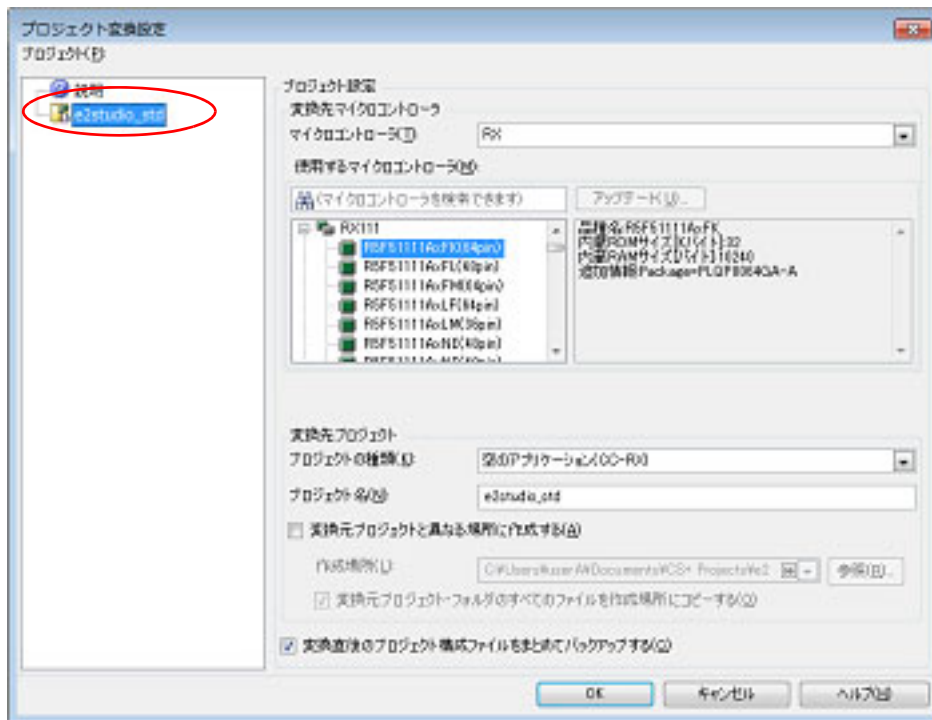 プロジェクト変換設定
プロジェクト(P)
説明
e2studio_std
プロジェクト設定
変換先マイクロコントローラ
マイクロコントローラ(T): RX
使用するマイクロコントローラ(M):
(マイクロコントローラを検索できます) アップデート(U)...
RX111
R5F51111AxFK(64pin)
R5F51111AxFL(48pin)
R5F51111AxFM(64pin)
R5F51111AxLF(64pin)
R5F51111AxLM(36pin)
R5F51111AxND(48pin)
品種名:R5F51111AxFK
内蔵ROMサイズ[Kバイト]:32
内蔵RAMサイズ[バイト]:10240
追加情報:Package=PLQP0064GA-A
変換先プロジェクト
プロジェクトの種類(K): 空のアプリケーション(CC-RX)
プロジェクト名(N): e2studio_std
変換元プロジェクトと異なる場所に作成する(A)
作成場所(L): C:¥Users¥userA¥Documents¥CS+ Projects¥e2 参照(R)...
変換元プロジェクト・フォルダのすべてのファイルを作成場所にコピーする(O)
変換直後のプロジェクト構成ファイルをまとめてバックアップする(C)
OK キャンセル ヘルプ(H)